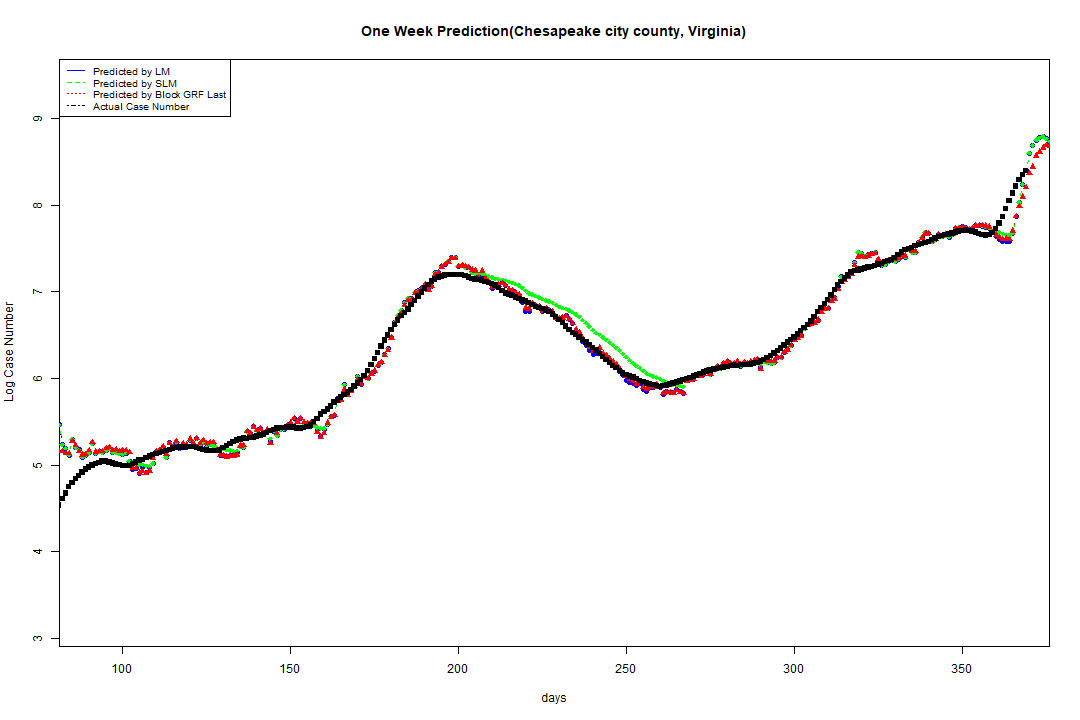 One Week Prediction(Chesapeake city county, Virginia)
Predicted by LM
Predicted by SLM
Predicted by Block GRF Last
Actual Case Number
Log Case Number
9
8
7
6
5
4
3
100 150 200 250 300 350
days